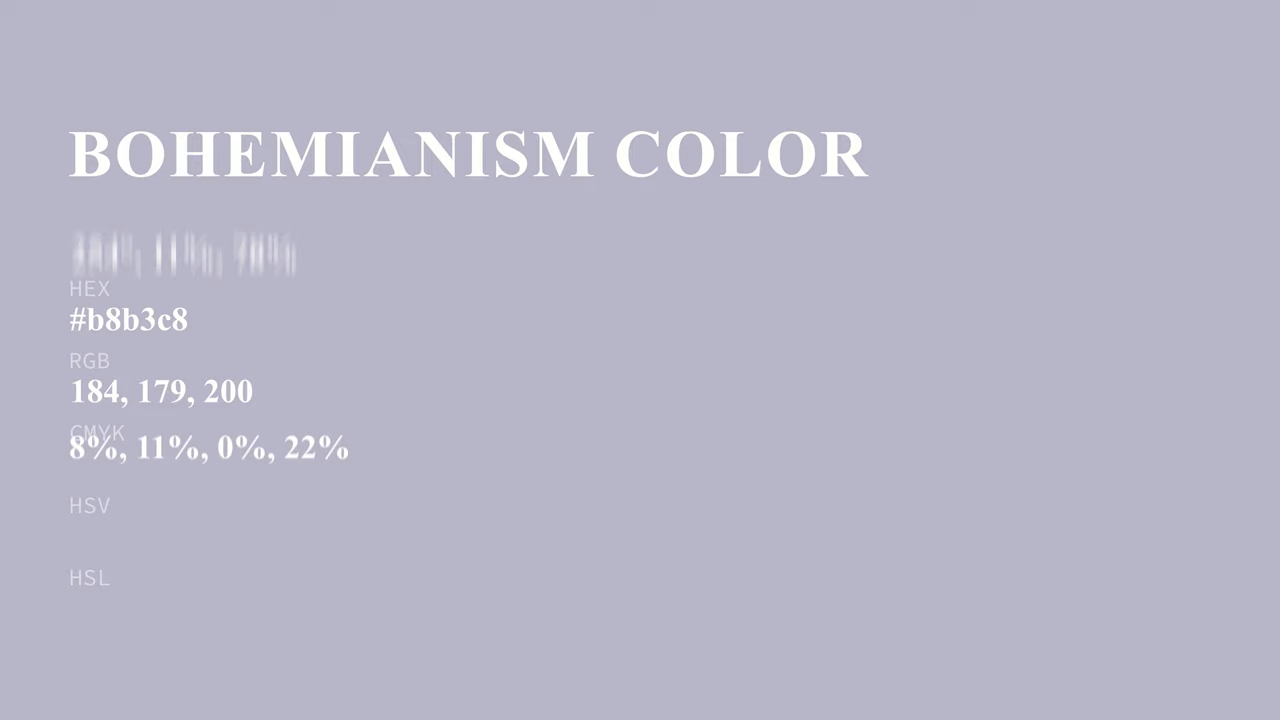 BOHEMIANISM COLOR
HEX
#b8b3c8
RGB
184, 179, 200
CMYK
8%, 11%, 0%, 22%
HSV
HSL